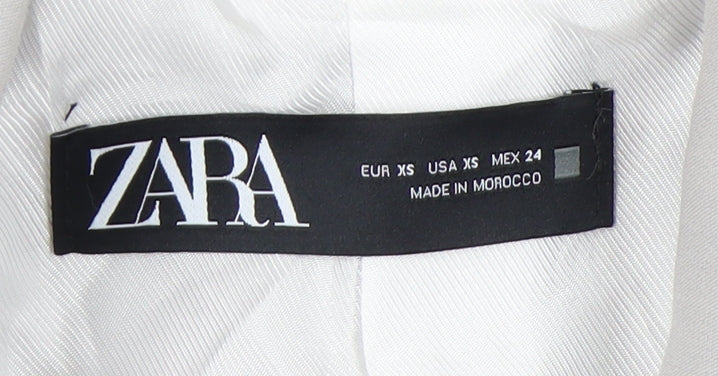 ZARA
EUR XS USA XS MEX 24
MADE IN MOROCCO